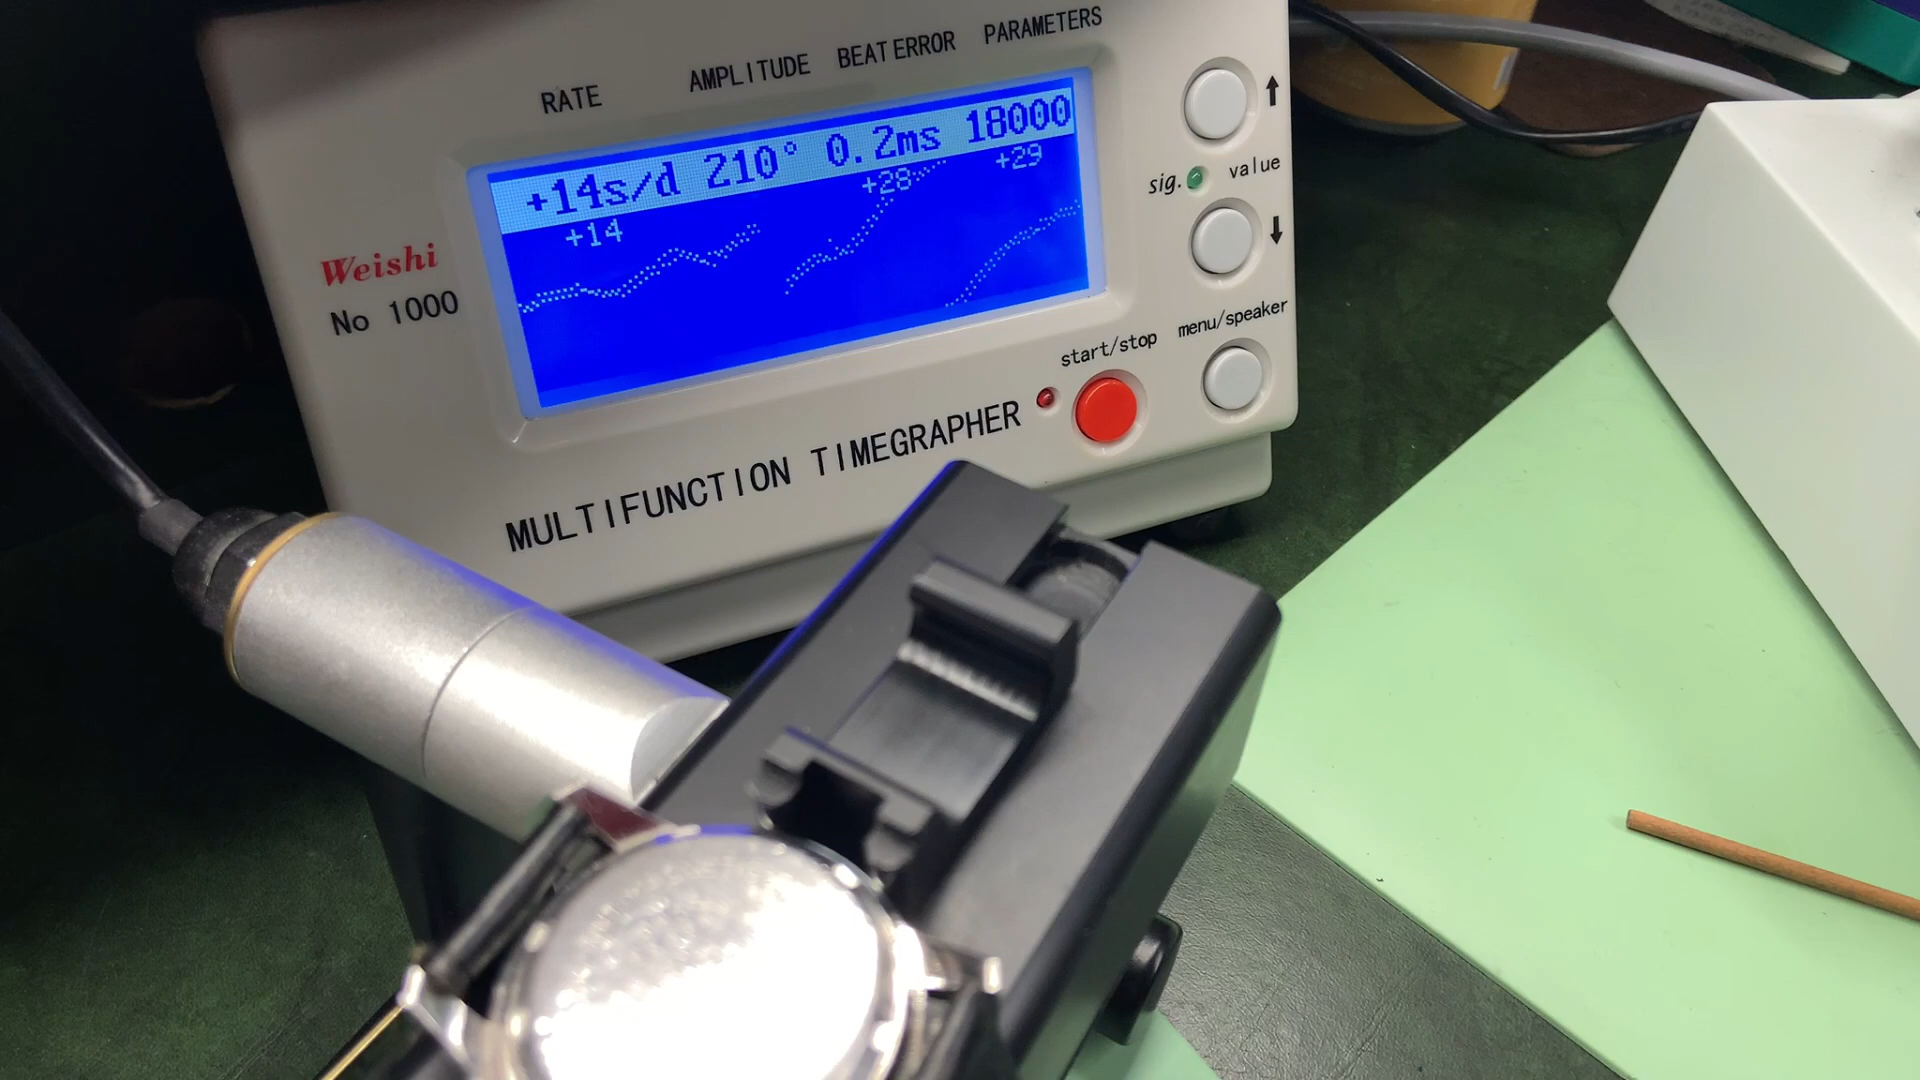 RATE AMPLITUDE BEAT ERROR PARAMETERS
+14s/d 210° 0.2ms 18000
+14 +28 +29
sig. value
Weishi
No 1000
start/stop menu/speaker
MULTIFUNCTION TIMEGRAPHER